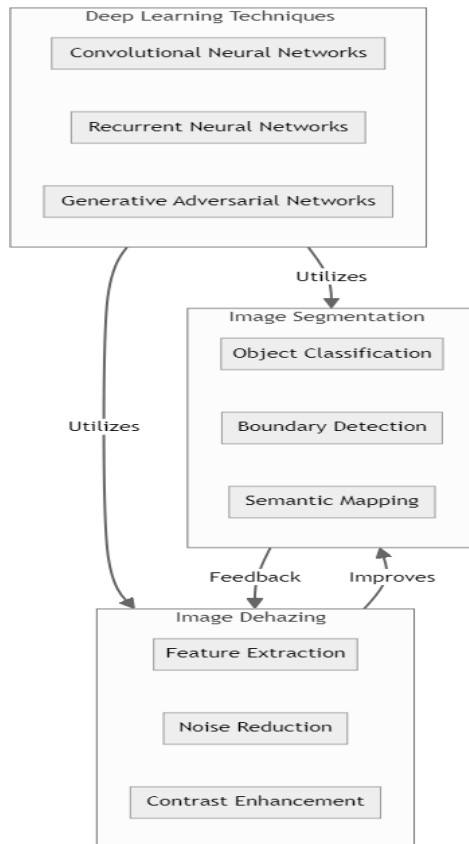 Deep Learning Techniques
Convolutional Neural Networks
Recurrent Neural Networks
Generative Adversarial Networks
Utilizes
Image Segmentation
Object Classification
Utilizes
Boundary Detection
Semantic Mapping
Feedback
Improves
Image Dehazing
Feature Extraction
Noise Reduction
Contrast Enhancement